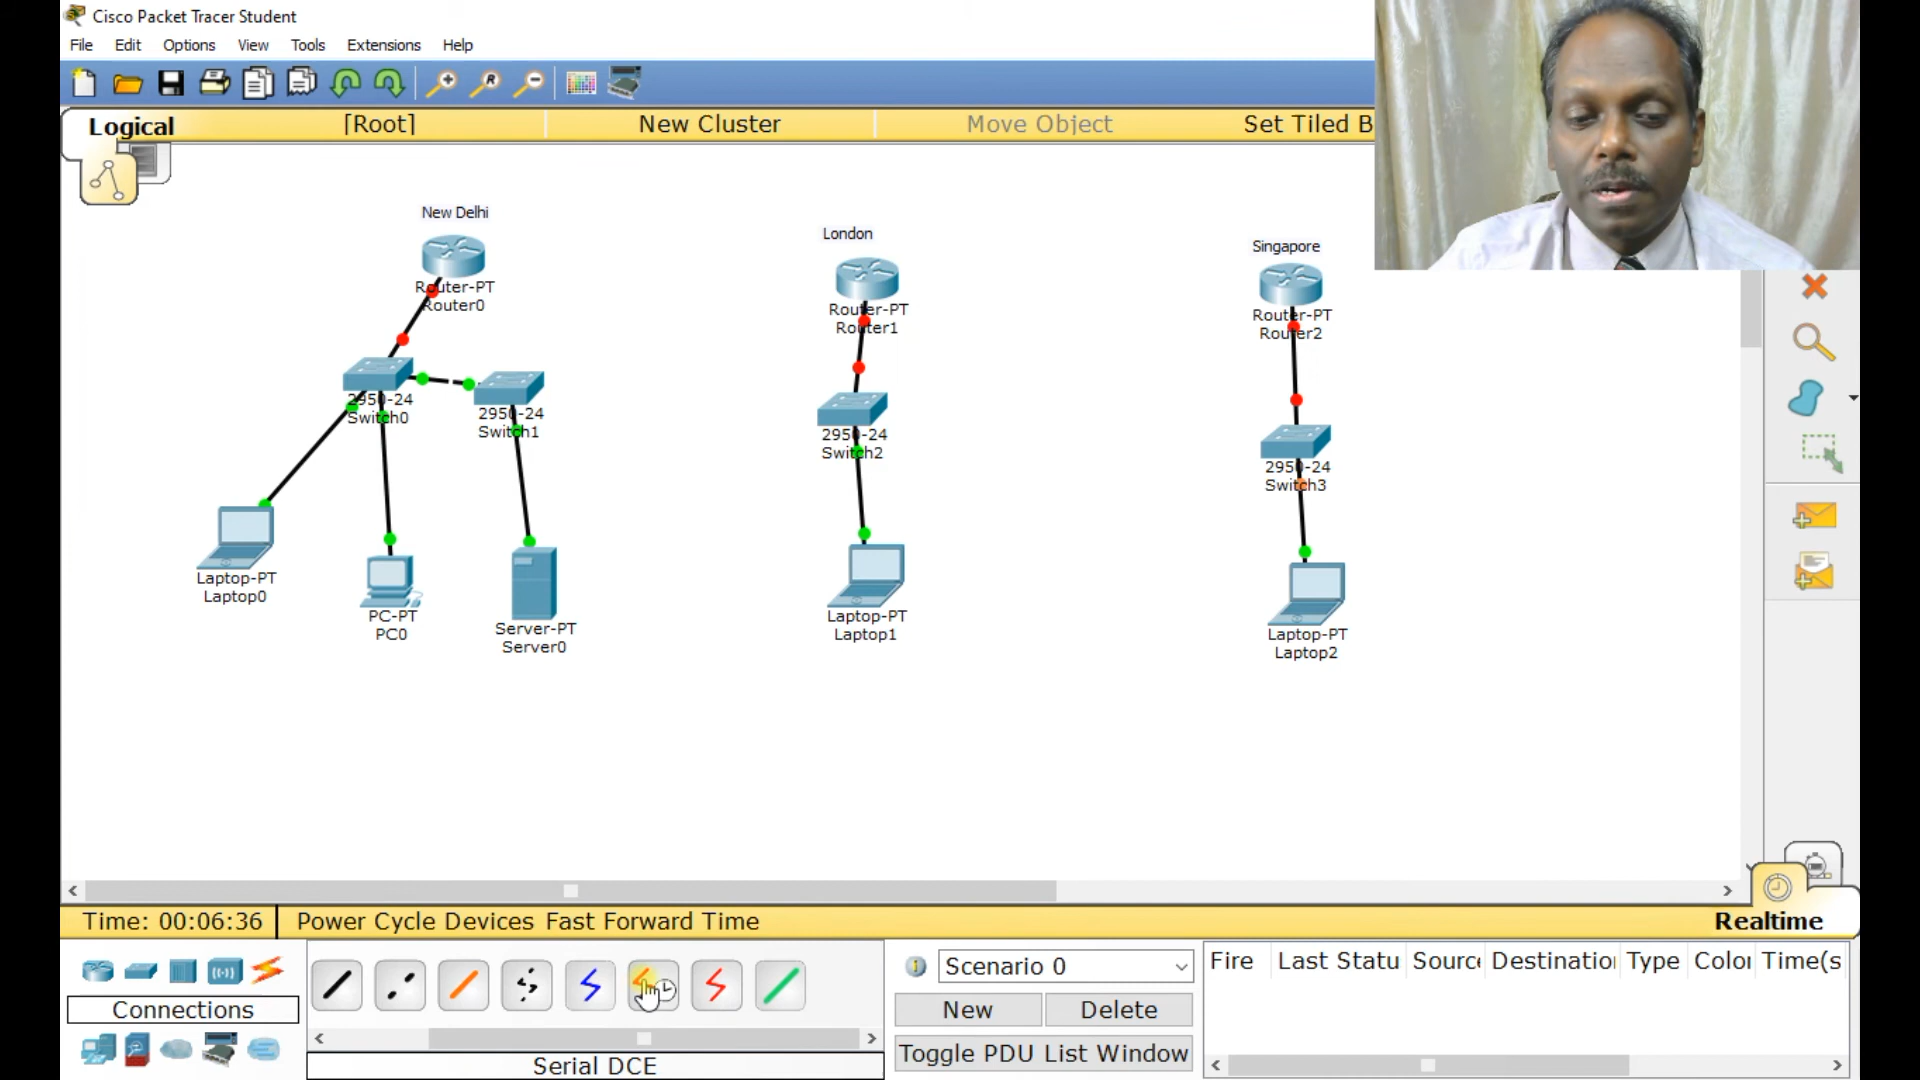 Cisco Packet Tracer Student
File Edit Options View Tools Extensions Help
Logical [Root] New Cluster Move Object Set Tiled B
New Delhi
London
Singapore
Router-PT
Router0
Router-PT
Router1
Router-PT
Router2
2950-24
Switch0
2950-24
Switch1
2950-24
Switch2
2950-24
Switch3
Laptop-PT
Laptop0
PC-PT
PC0
Server-PT
Server0
Laptop-PT
Laptop1
Laptop-PT
Laptop2
Time: 00:06:36 Power Cycle Devices Fast Forward Time Realtime
Connections
Serial DCE
Scenario 0
New Delete
Toggle PDU List Window
Fire Last Statu Source Destination Type Color Time(s